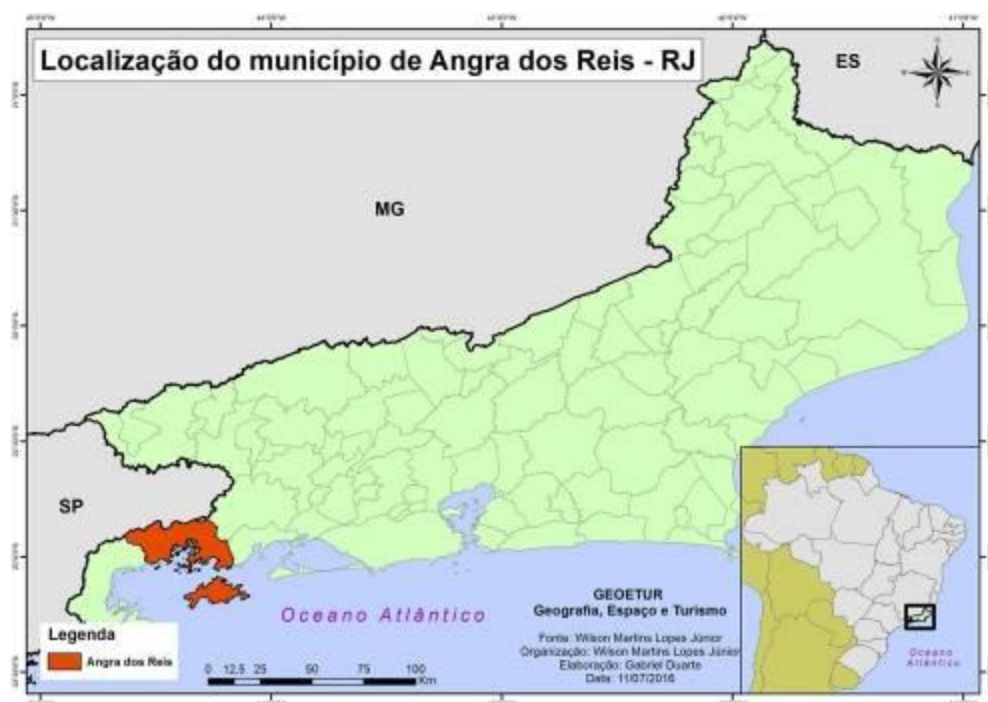 Localização do município de Angra dos Reis - RJ
ES
MG
SP
Oceano Atlântico
GEOETUR
Geografia, Espaço e Turismo
Fonte: Wilson Martins Lopes Júnior
Organização: Wilson Martins Lopes Júnior
Elaboração: Gabriel Duarte
Data: 11/07/2016
Legenda
Angra dos Reis
0 12,5 25 50 75 100
Km
Oceano
Atlântico